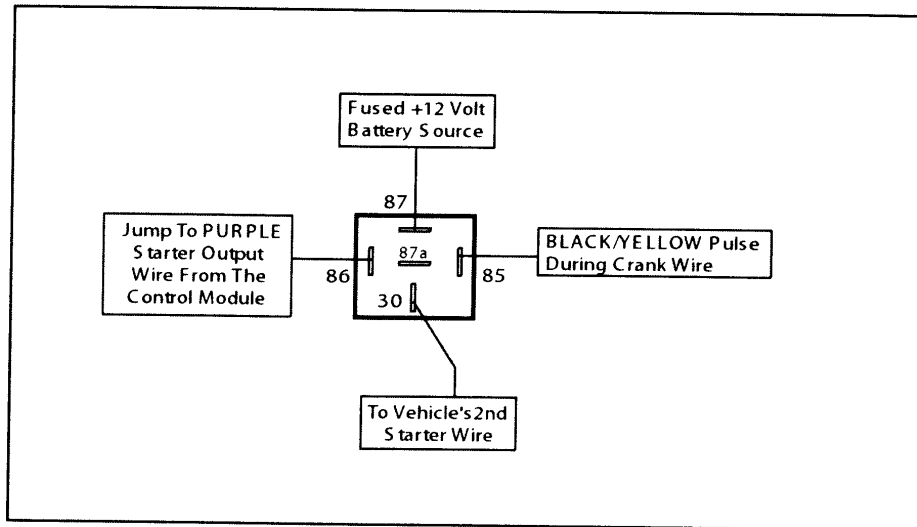 Fused +12 Volt
Battery Source
87
Jump To PURPLE
Starter Output
Wire From The
Control Module
86
87a
85
BLACK/YELLOW Pulse
During Crank Wire
30
To Vehicle's 2nd
Starter Wire